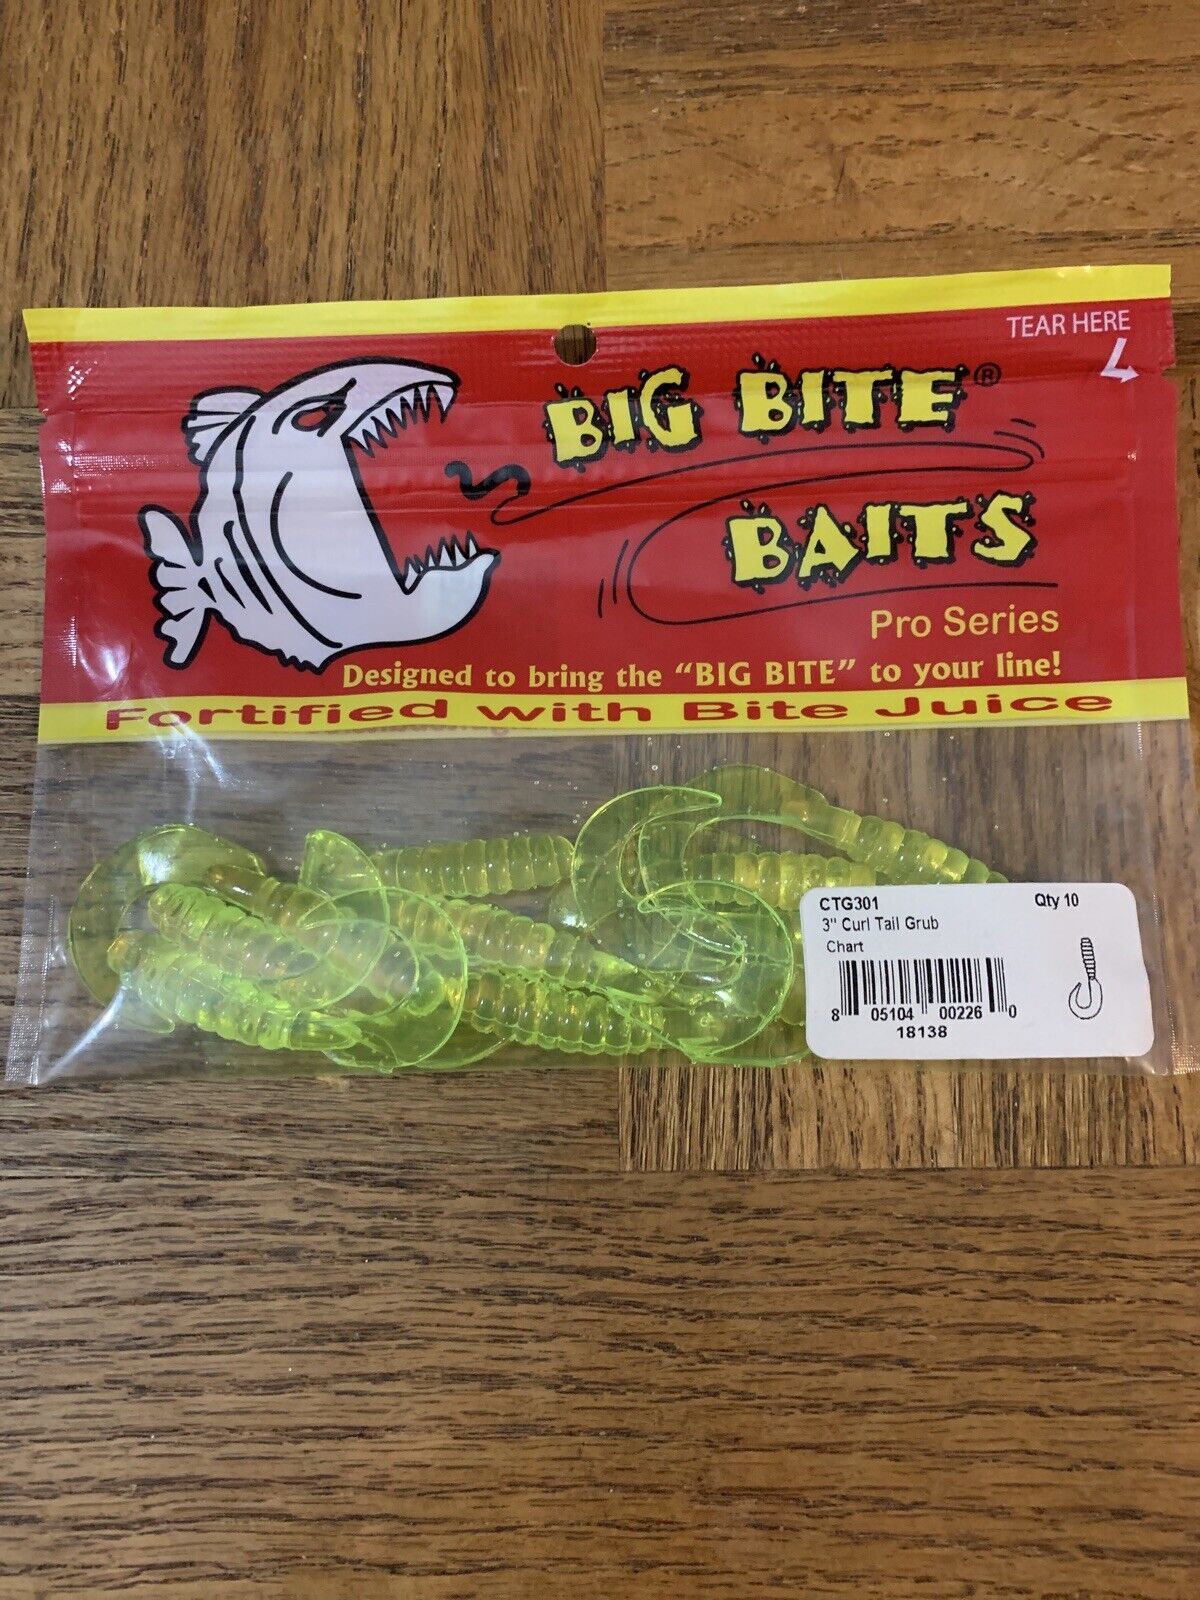 TEAR HERE
BIG BITE®
BAITS
Pro Series
Designed to bring the “BIG BITE” to your line!
Fortified with Bite Juice
CTG301 Qty 10
3" Curl Tail Grub
Chart
8 05104 00226 0
18138